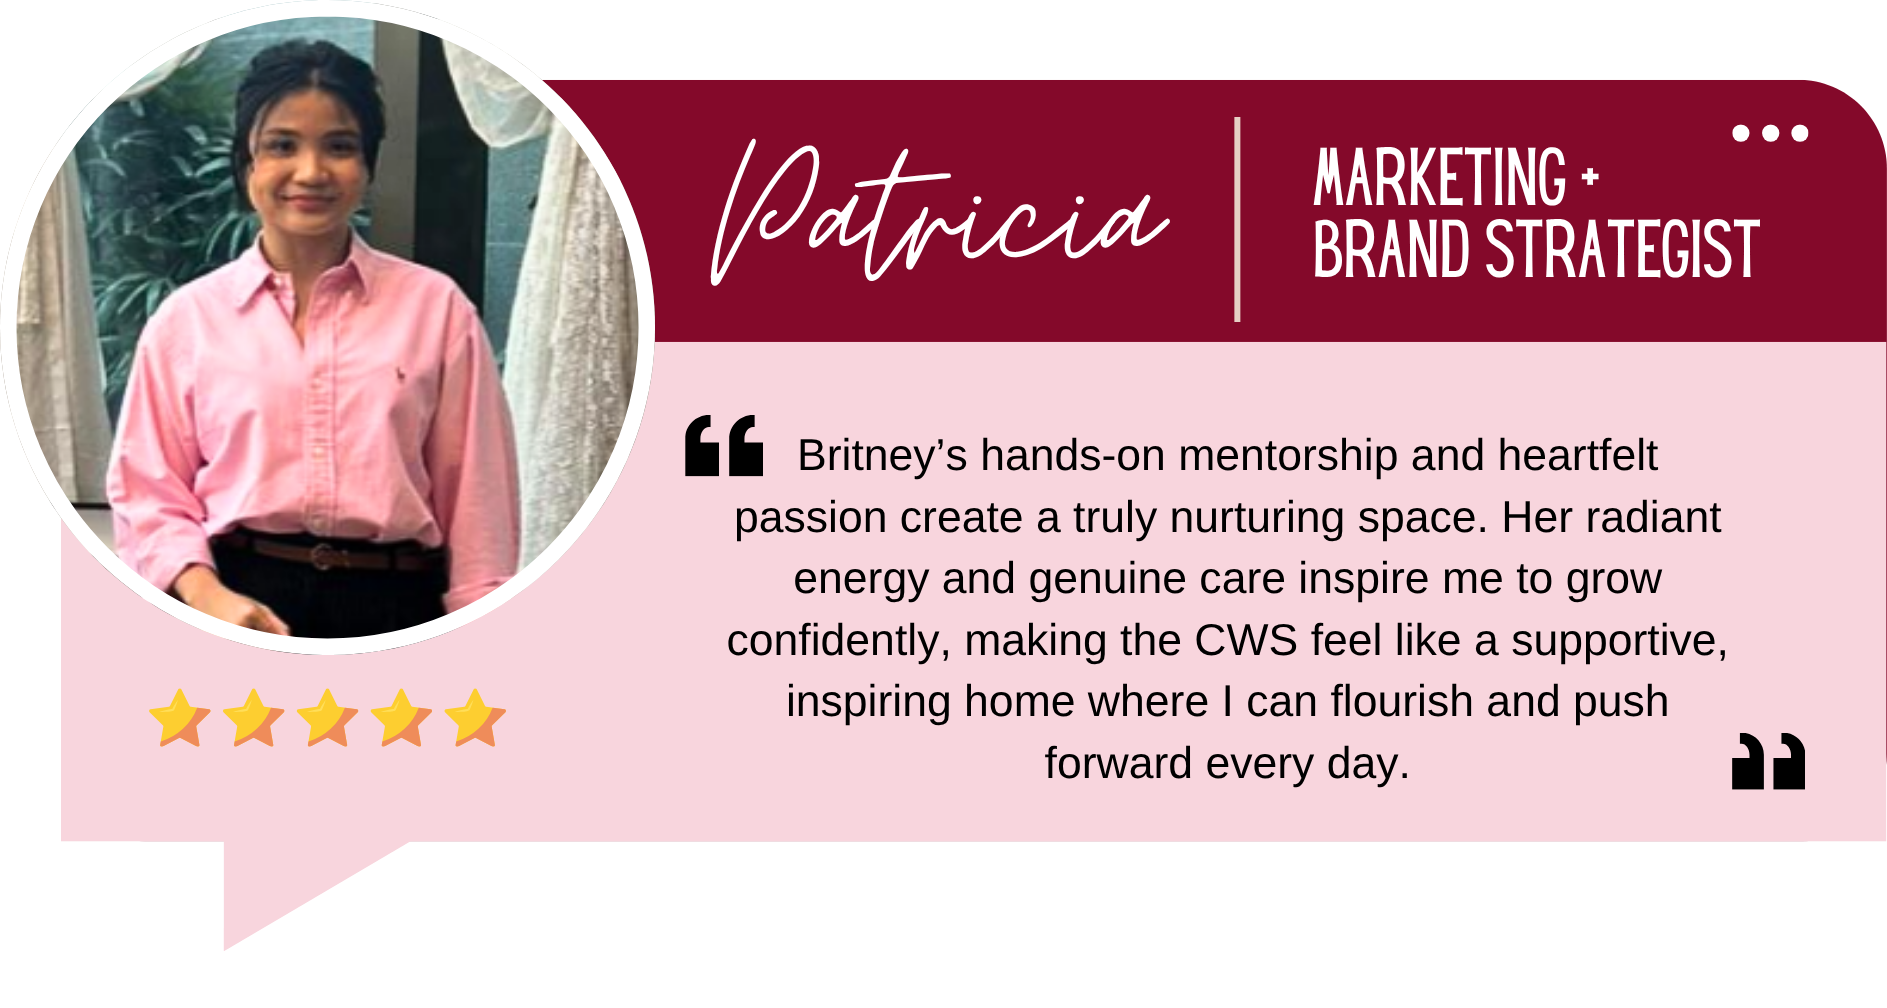 Patricia
MARKETING +
BRAND STRATEGIST
“ Britney’s hands-on mentorship and heartfelt
passion create a truly nurturing space. Her radiant
energy and genuine care inspire me to grow
confidently, making the CWS feel like a supportive,
inspiring home where I can flourish and push
forward every day. ”